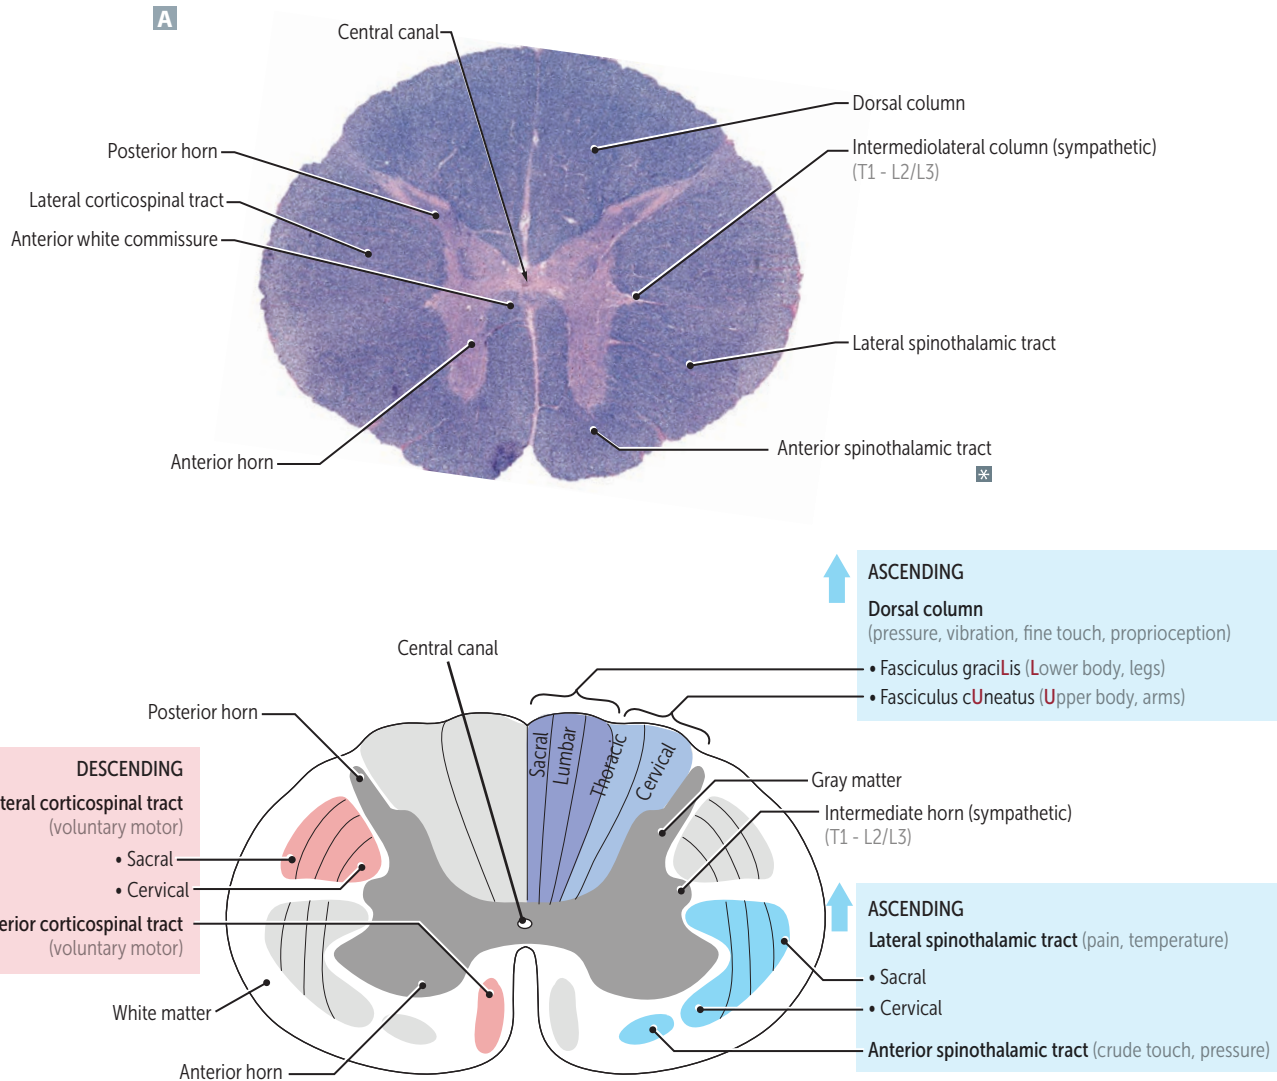 A
Central canal
Dorsal column
Intermediolateral column (sympathetic)
(T1 - L2/L3)
Posterior horn
Lateral corticospinal tract
Anterior white commissure
Lateral spinothalamic tract
Anterior horn
Anterior spinothalamic tract
ASCENDING
Dorsal column
(pressure, vibration, fine touch, proprioception)
• Fasciculus graciLis (Lower body, legs)
• Fasciculus cUneatus (Upper body, arms)
Central canal
Posterior horn
Sacral
Lumbar
Thoracic
Cervical
DESCENDING
teral corticospinal tract
(voluntary motor)
• Sacral
• Cervical
erior corticospinal tract
(voluntary motor)
White matter
Anterior horn
Gray matter
Intermediate horn (sympathetic)
(T1 - L2/L3)
ASCENDING
Lateral spinothalamic tract (pain, temperature)
• Sacral
• Cervical
Anterior spinothalamic tract (crude touch, pressure)